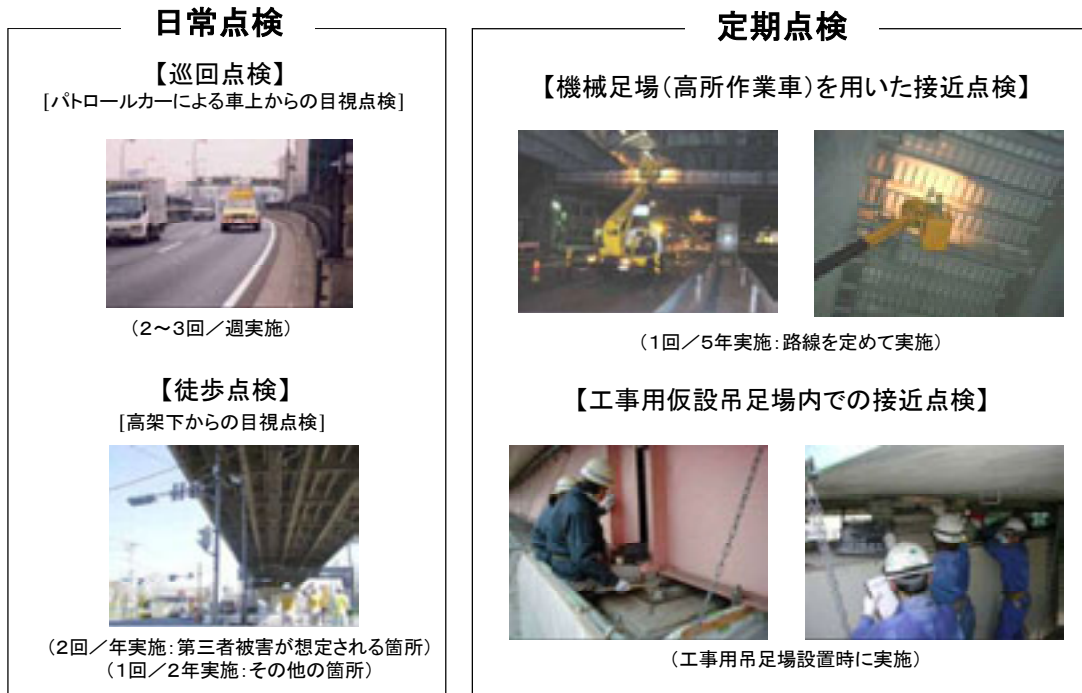 日常点検
【巡回点検】
[パトロールカーによる車上からの目視点検]
（２～３回／週実施）
【徒歩点検】
[高架下からの目視点検]
（２回／年実施：第三者被害が想定される箇所）
（１回／２年実施：その他の箇所）
定期点検
【機械足場（高所作業車）を用いた接近点検】
（１回／５年実施：路線を定めて実施）
【工事用仮設吊足場内での接近点検】
（工事用吊足場設置時に実施）